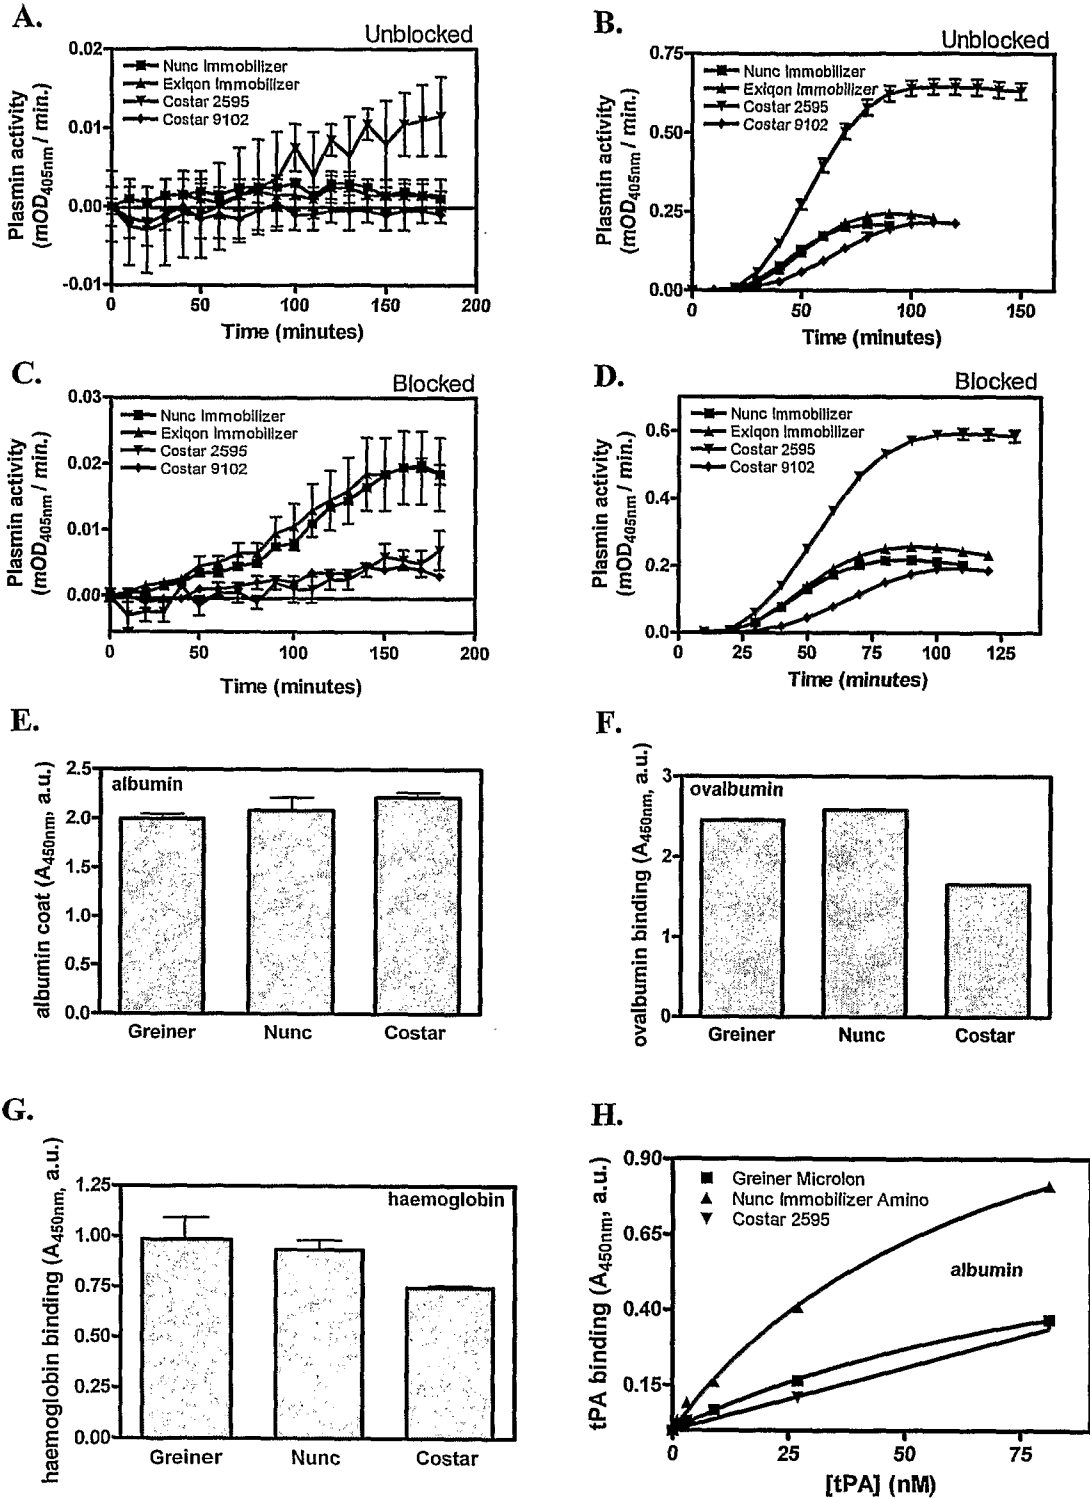 A.
Unblocked
Plasmin activity
(mOD405nm / min.)
0.02
0.01
0.00
-0.01
Nunc Immobilizer
Exiqon Immobilizer
Costar 2595
Costar 9102
0 50 100 150 200
Time (minutes)
B.
Unblocked
Plasmin activity
(mOD405nm / min.)
0.75
0.50
0.25
0.00
Nunc Immobilizer
Exiqon Immobilizer
Costar 2595
Costar 9102
0 50 100 150
Time (minutes)
C.
Blocked
Plasmin activity
(mOD405nm / min.)
0.03
0.02
0.01
0.00
Nunc Immobilizer
Exiqon Immobilizer
Costar 2595
Costar 9102
0 50 100 150 200
Time (minutes)
D.
Blocked
Plasmin activity
(mOD405nm / min.)
0.6
0.4
0.2
0.0
Nunc Immobilizer
Exiqon Immobilizer
Costar 2595
Costar 9102
0 25 50 75 100 125
Time (minutes)
E.
albumin coat (A450nm, a.u.)
2.5
2.0
1.5
1.0
0.5
0.0
albumin
Greiner Nunc Costar
F.
ovalbumin binding (A450nm, a.u.)
3
2
1
0
ovalbumin
Greiner Nunc Costar
G.
haemoglobin binding (A450nm, a.u.)
1.25
1.00
0.75
0.50
0.25
0.00
haemoglobin
Greiner Nunc Costar
H.
tPA binding (A450nm, a.u.)
0.90
0.65
0.40
0.15
Greiner Microlon
Nunc Immobilizer Amino
Costar 2595
albumin
0 25 50 75
[tPA] (nM)